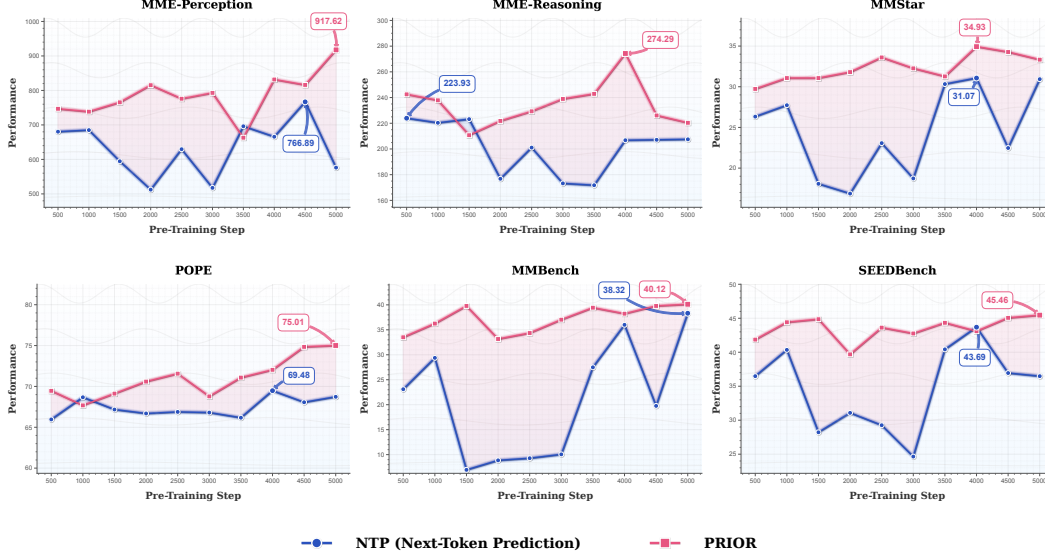 MME-Perception
MME-Reasoning
MMStar
917.62
766.89
1000
900
800
700
600
500
Performance
500 1000 1500 2000 2500 3000 3500 4000 4500 5000
Pre-Training Step
223.93
274.29
300
280
260
240
220
200
180
160
Performance
500 1000 1500 2000 2500 3000 3500 4000 4500 5000
Pre-Training Step
34.93
31.07
35
30
25
20
Performance
500 1000 1500 2000 2500 3000 3500 4000 4500 5000
Pre-Training Step
POPE
MMBench
SEEDBench
75.01
69.48
80
75
70
65
60
Performance
500 1000 1500 2000 2500 3000 3500 4000 4500 5000
Pre-Training Step
38.32
40.12
40
35
30
25
20
15
10
Performance
500 1000 1500 2000 2500 3000 3500 4000 4500 5000
Pre-Training Step
45.46
43.69
50
45
40
35
30
25
Performance
500 1000 1500 2000 2500 3000 3500 4000 4500 5000
Pre-Training Step
NTP (Next-Token Prediction)
PRIOR